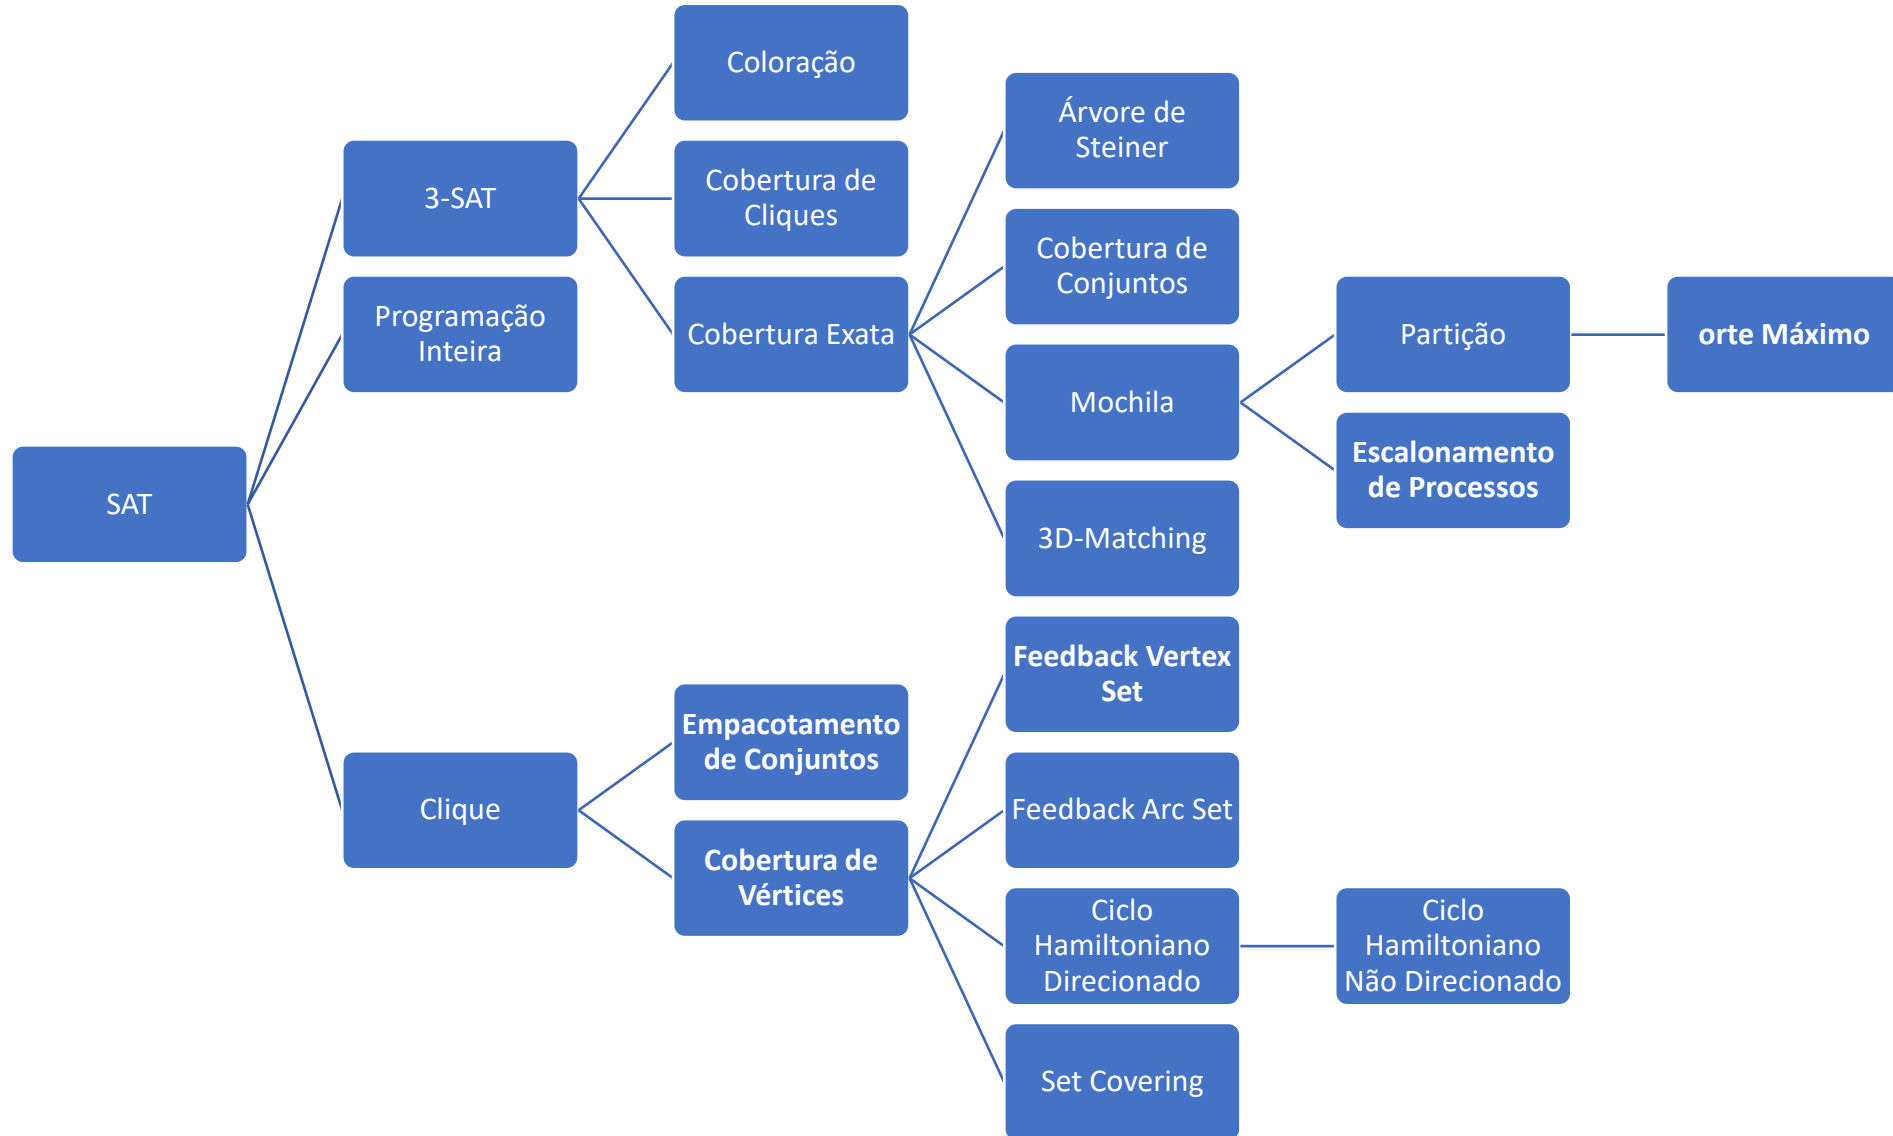 Coloração
Árvore de
Steiner
3-SAT
Cobertura de
Cliques
Cobertura de
Conjuntos
Programação
Inteira
Cobertura Exata
Partição
orte Máximo
Mochila
Escalonamento
de Processos
SAT
3D-Matching
Feedback Vertex
Set
Empacotamento
de Conjuntos
Clique
Feedback Arc Set
Cobertura de
Vértices
Ciclo
Hamiltoniano
Direcionado
Ciclo
Hamiltoniano
Não Direcionado
Set Covering